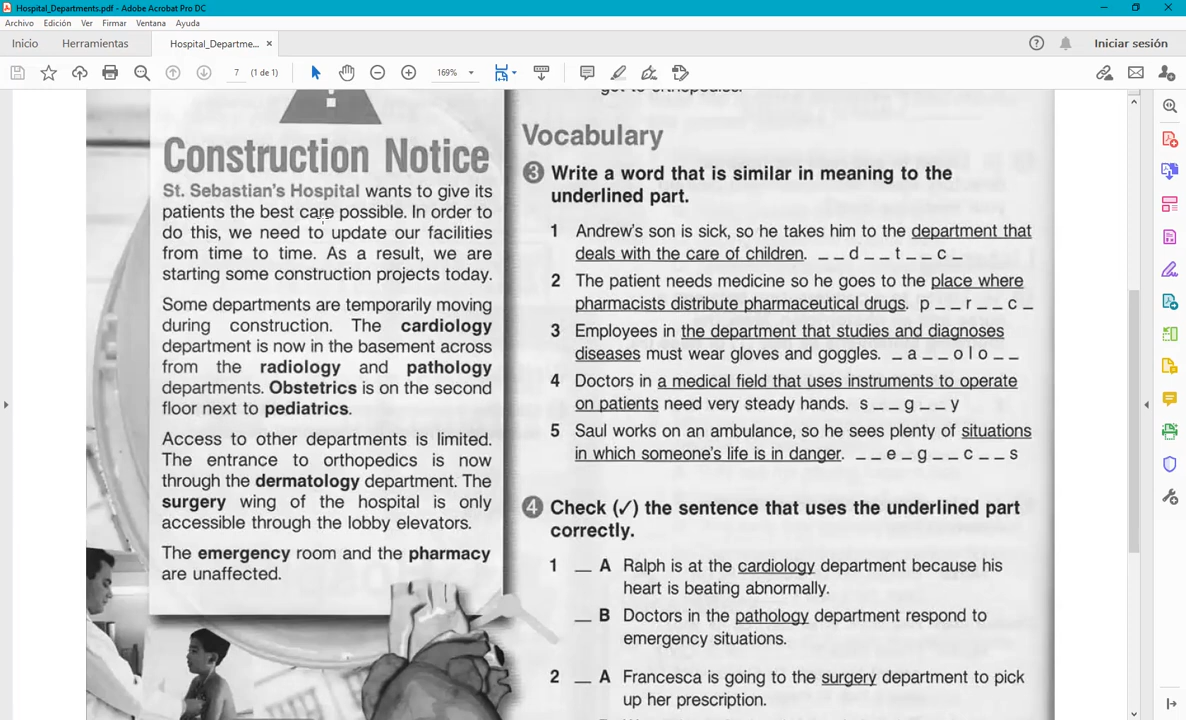 Hospital_Departments.pdf - Adobe Acrobat Pro DC
Archivo Edición Ver Firmar Ventana Ayuda
Inicio Herramientas Hospital_Departme... × Iniciar sesión
7 (1 de 1) 169%
Construction Notice
St. Sebastian's Hospital wants to give its
patients the best care possible. In order to
do this, we need to update our facilities
from time to time. As a result, we are
starting some construction projects today.
Some departments are temporarily moving
during construction. The cardiology
department is now in the basement across
from the radiology and pathology
departments. Obstetrics is on the second
floor next to pediatrics.
Access to other departments is limited.
The entrance to orthopedics is now
through the dermatology department. The
surgery wing of the hospital is only
accessible through the lobby elevators.
The emergency room and the pharmacy
are unaffected.
Vocabulary
3 Write a word that is similar in meaning to the
underlined part.
1 Andrew's son is sick, so he takes him to the department that
deals with the care of children. _ _ d _ _ t _ _ c _
2 The patient needs medicine so he goes to the place where
pharmacists distribute pharmaceutical drugs. p _ _ r _ _ c _
3 Employees in the department that studies and diagnoses
diseases must wear gloves and goggles. _ a _ _ o l o _ _
4 Doctors in a medical field that uses instruments to operate
on patients need very steady hands. s _ _ g _ _ y
5 Saul works on an ambulance, so he sees plenty of situations
in which someone's life is in danger. _ _ e _ g _ _ c _ _ s
4 Check (✓) the sentence that uses the underlined part
correctly.
1 _ A Ralph is at the cardiology department because his
heart is beating abnormally.
_ B Doctors in the pathology department respond to
emergency situations.
2 _ A Francesca is going to the surgery department to pick
up her prescription.